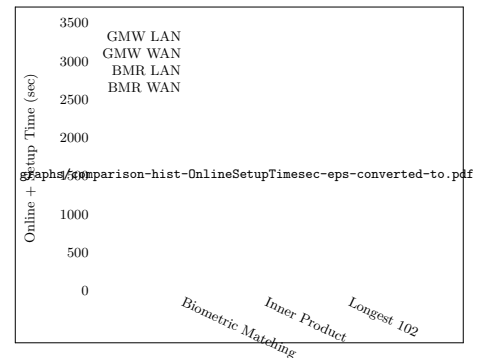 3500
GMW LAN
3000
GMW WAN
BMR LAN
2500
BMR WAN
2000
Online + Setup Time (sec)
1500
graphs/comparison-hist-OnlineSetupTimesec-eps-converted-to.pdf
1000
500
0
Biometric Matching
Inner Product
Longest 102